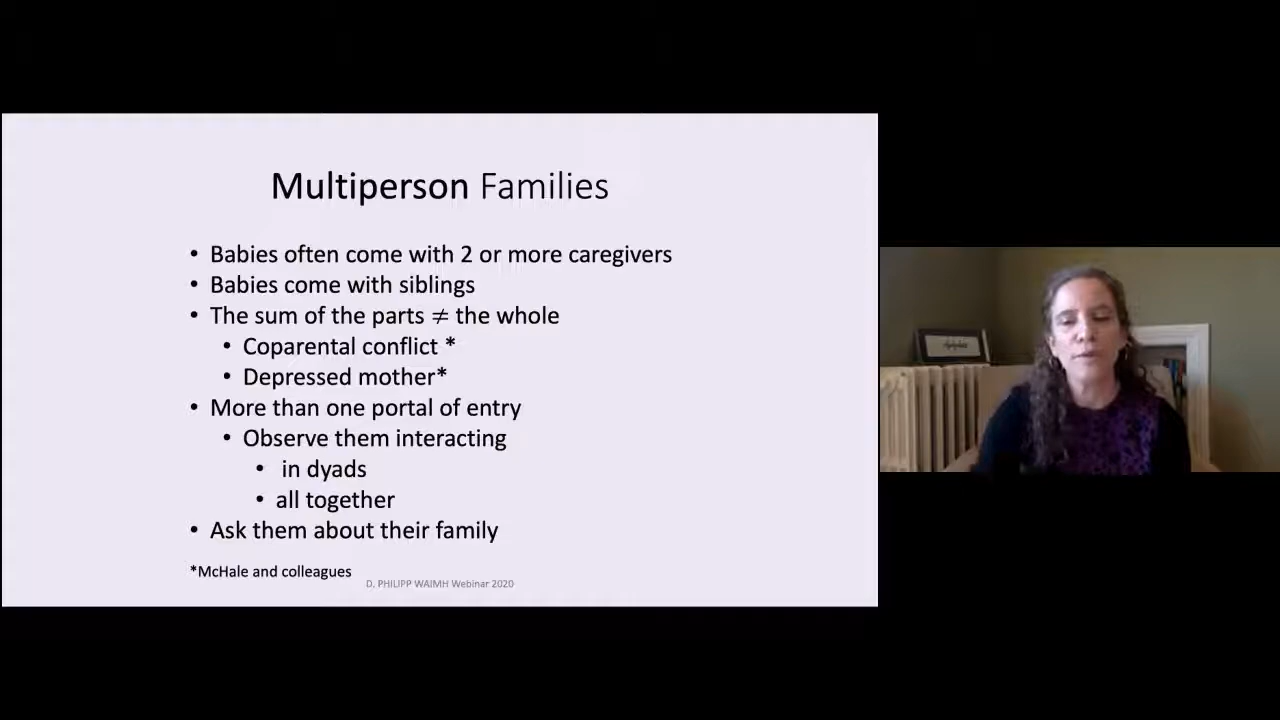 Multiperson Families
• Babies often come with 2 or more caregivers
• Babies come with siblings
• The sum of the parts ≠ the whole
• Coparental conflict *
• Depressed mother*
• More than one portal of entry
• Observe them interacting
• in dyads
• all together
• Ask them about their family
*McHale and colleagues
D. PHILIPP WAIMH Webinar 2020